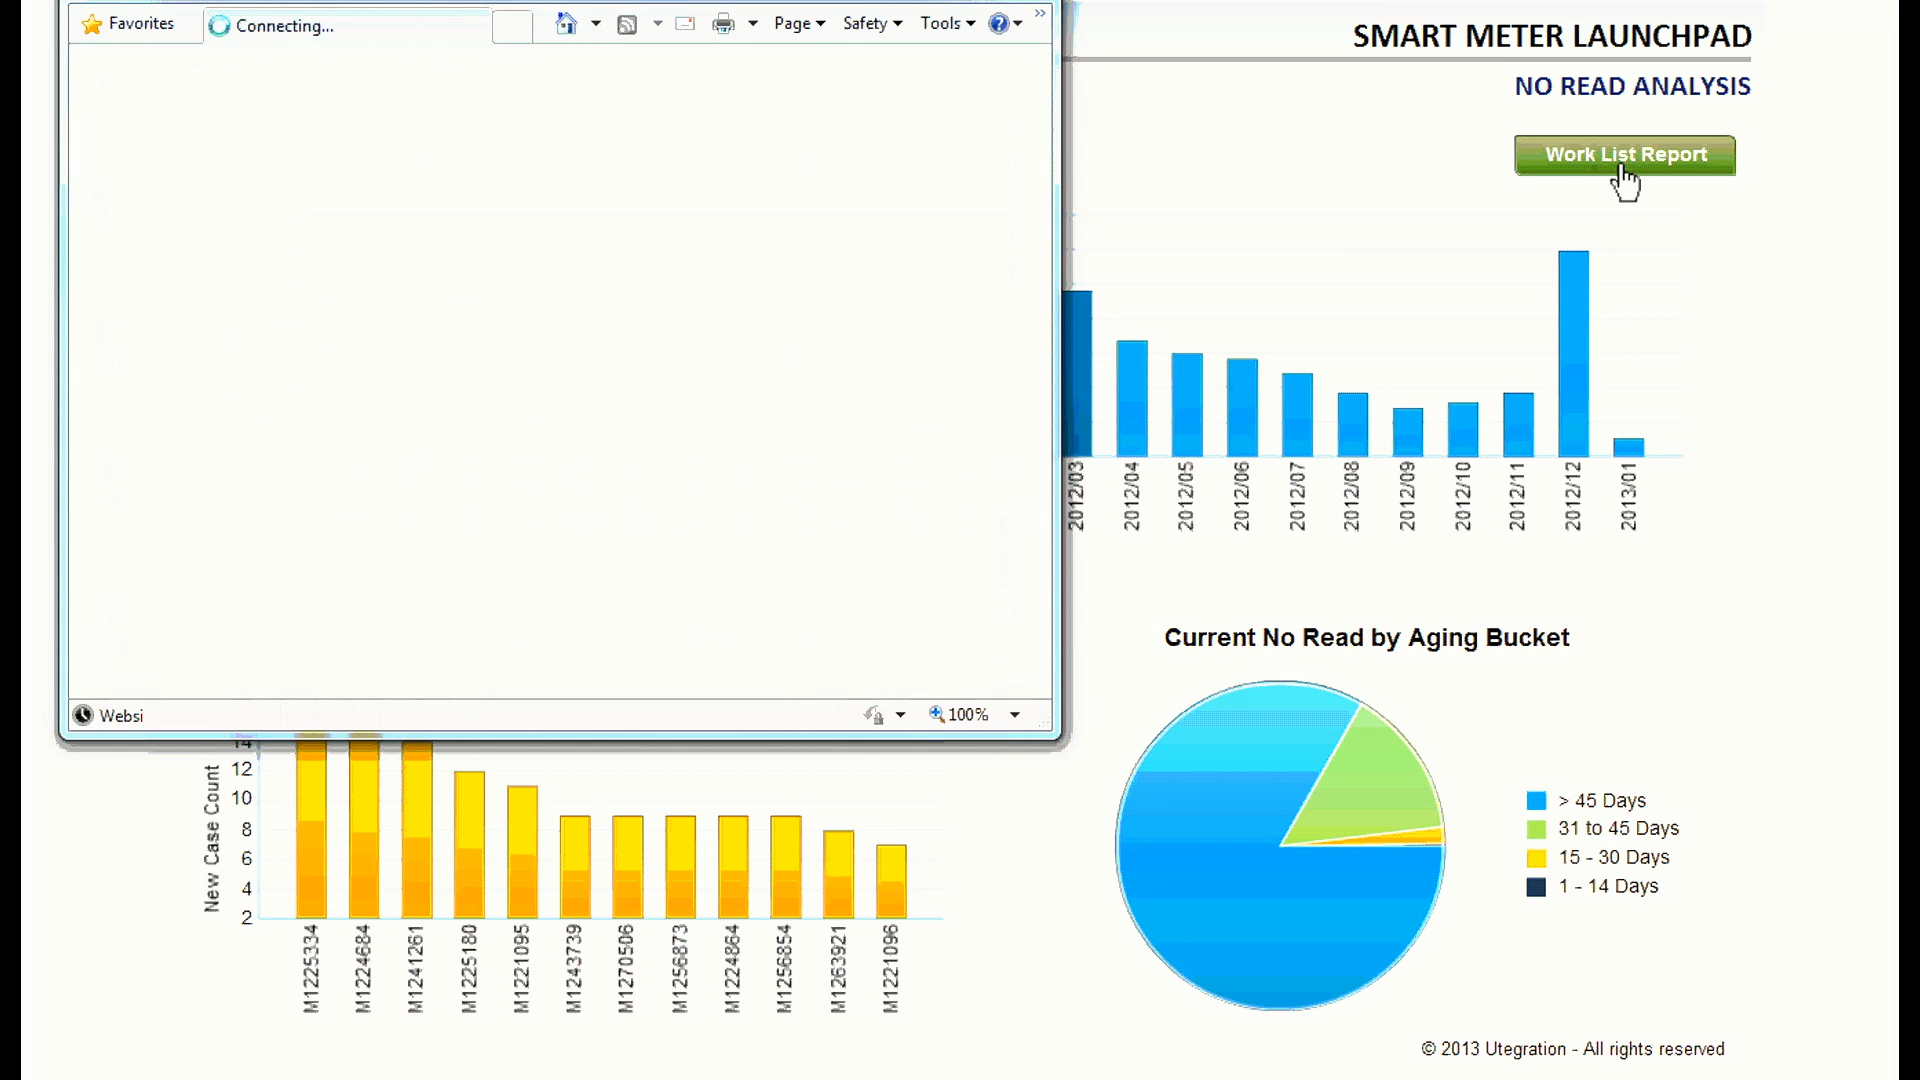 Favorites
Connecting...
Page
Safety
Tools
»
SMART METER LAUNCHPAD
NO READ ANALYSIS
Work List Report
2012/03
2012/04
2012/05
2012/06
2012/07
2012/08
2012/09
2012/10
2012/11
2012/12
2013/01
Websi
100%
New Case Count
14
12
10
8
6
4
2
M1225334
M1224684
M1241261
M1225180
M1221095
M1243739
M1270506
M1256873
M1224864
M1256854
M1263921
M1221096
Current No Read by Aging Bucket
> 45 Days
31 to 45 Days
15 - 30 Days
1 - 14 Days
© 2013 Utegration - All rights reserved